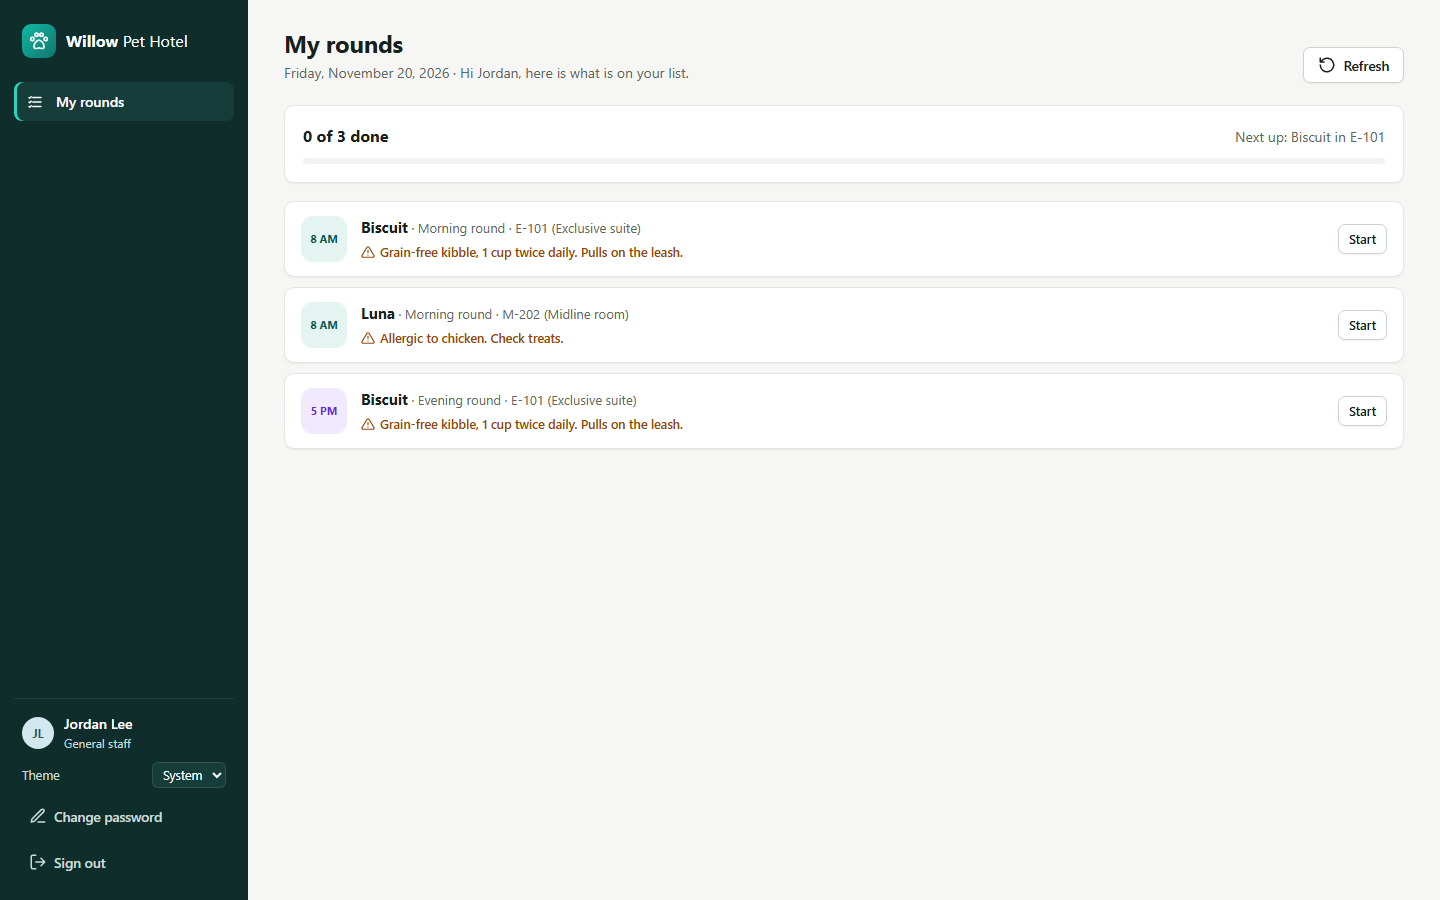 Willow Pet Hotel
My rounds
Jordan Lee
JL
General staff
Theme
System
Change password
Sign out
My rounds
Friday, November 20, 2026 · Hi Jordan, here is what is on your list.
Refresh
0 of 3 done
Next up: Biscuit in E-101
8 AM
Biscuit · Morning round · E-101 (Exclusive suite)
Grain-free kibble, 1 cup twice daily. Pulls on the leash.
Start
8 AM
Luna · Morning round · M-202 (Midline room)
Allergic to chicken. Check treats.
Start
5 PM
Biscuit · Evening round · E-101 (Exclusive suite)
Grain-free kibble, 1 cup twice daily. Pulls on the leash.
Start